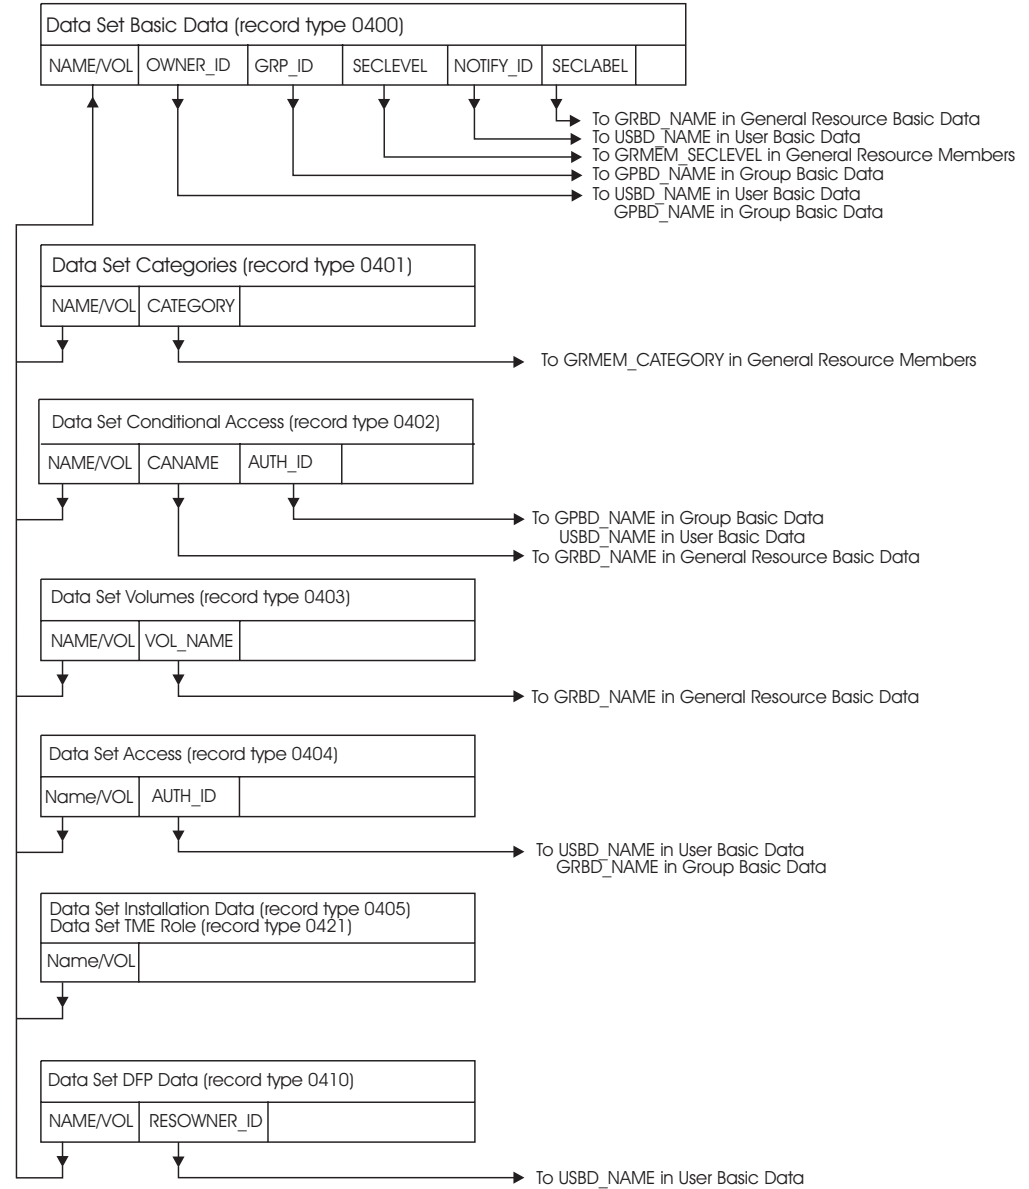 Data Set Basic Data (record type 0400)
NAME/VOL OWNER_ID GRP_ID SECLEVEL NOTIFY_ID SECLABEL
To GRBD_NAME in General Resource Basic Data
To USBD_NAME in User Basic Data
To GRMEM_SECLEVEL in General Resource Members
To GPBD_NAME in Group Basic Data
To USBD_NAME in User Basic Data
GPBD_NAME in Group Basic Data
Data Set Categories (record type 0401)
NAME/VOL CATEGORY
To GRMEM_CATEGORY in General Resource Members
Data Set Conditional Access (record type 0402)
NAME/VOL CANAME AUTH_ID
To GPBD_NAME in Group Basic Data
USBD_NAME in User Basic Data
To GRBD_NAME in General Resource Basic Data
Data Set Volumes (record type 0403)
NAME/VOL VOL_NAME
To GRBD_NAME in General Resource Basic Data
Data Set Access (record type 0404)
Name/VOL AUTH_ID
To USBD_NAME in User Basic Data
GRBD_NAME in Group Basic Data
Data Set Installation Data (record type 0405)
Data Set TME Role (record type 0421)
Name/VOL
Data Set DFP Data (record type 0410)
NAME/VOL RESOWNER_ID
To USBD_NAME in User Basic Data